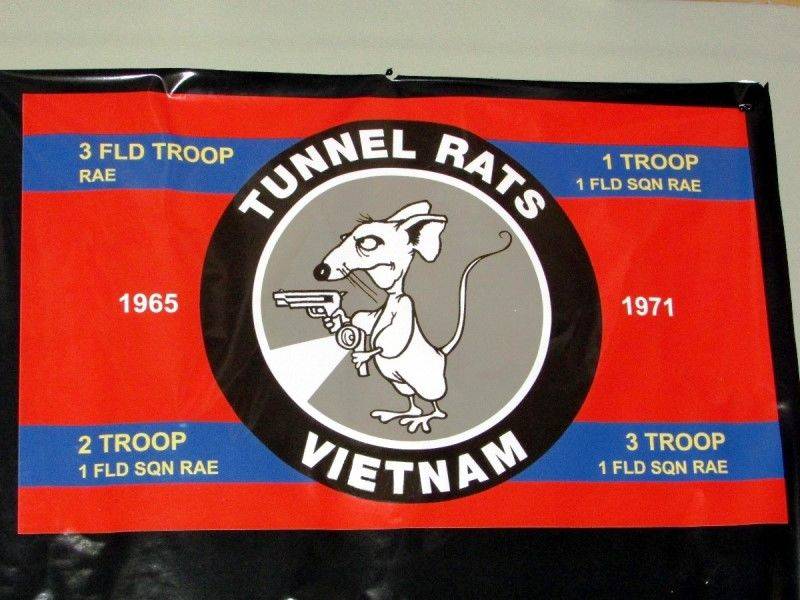 3 FLD TROOP
RAE
TUNNEL RATS
1 TROOP
1 FLD SQN RAE
1965
1971
2 TROOP
1 FLD SQN RAE
VIETNAM
3 TROOP
1 FLD SQN RAE